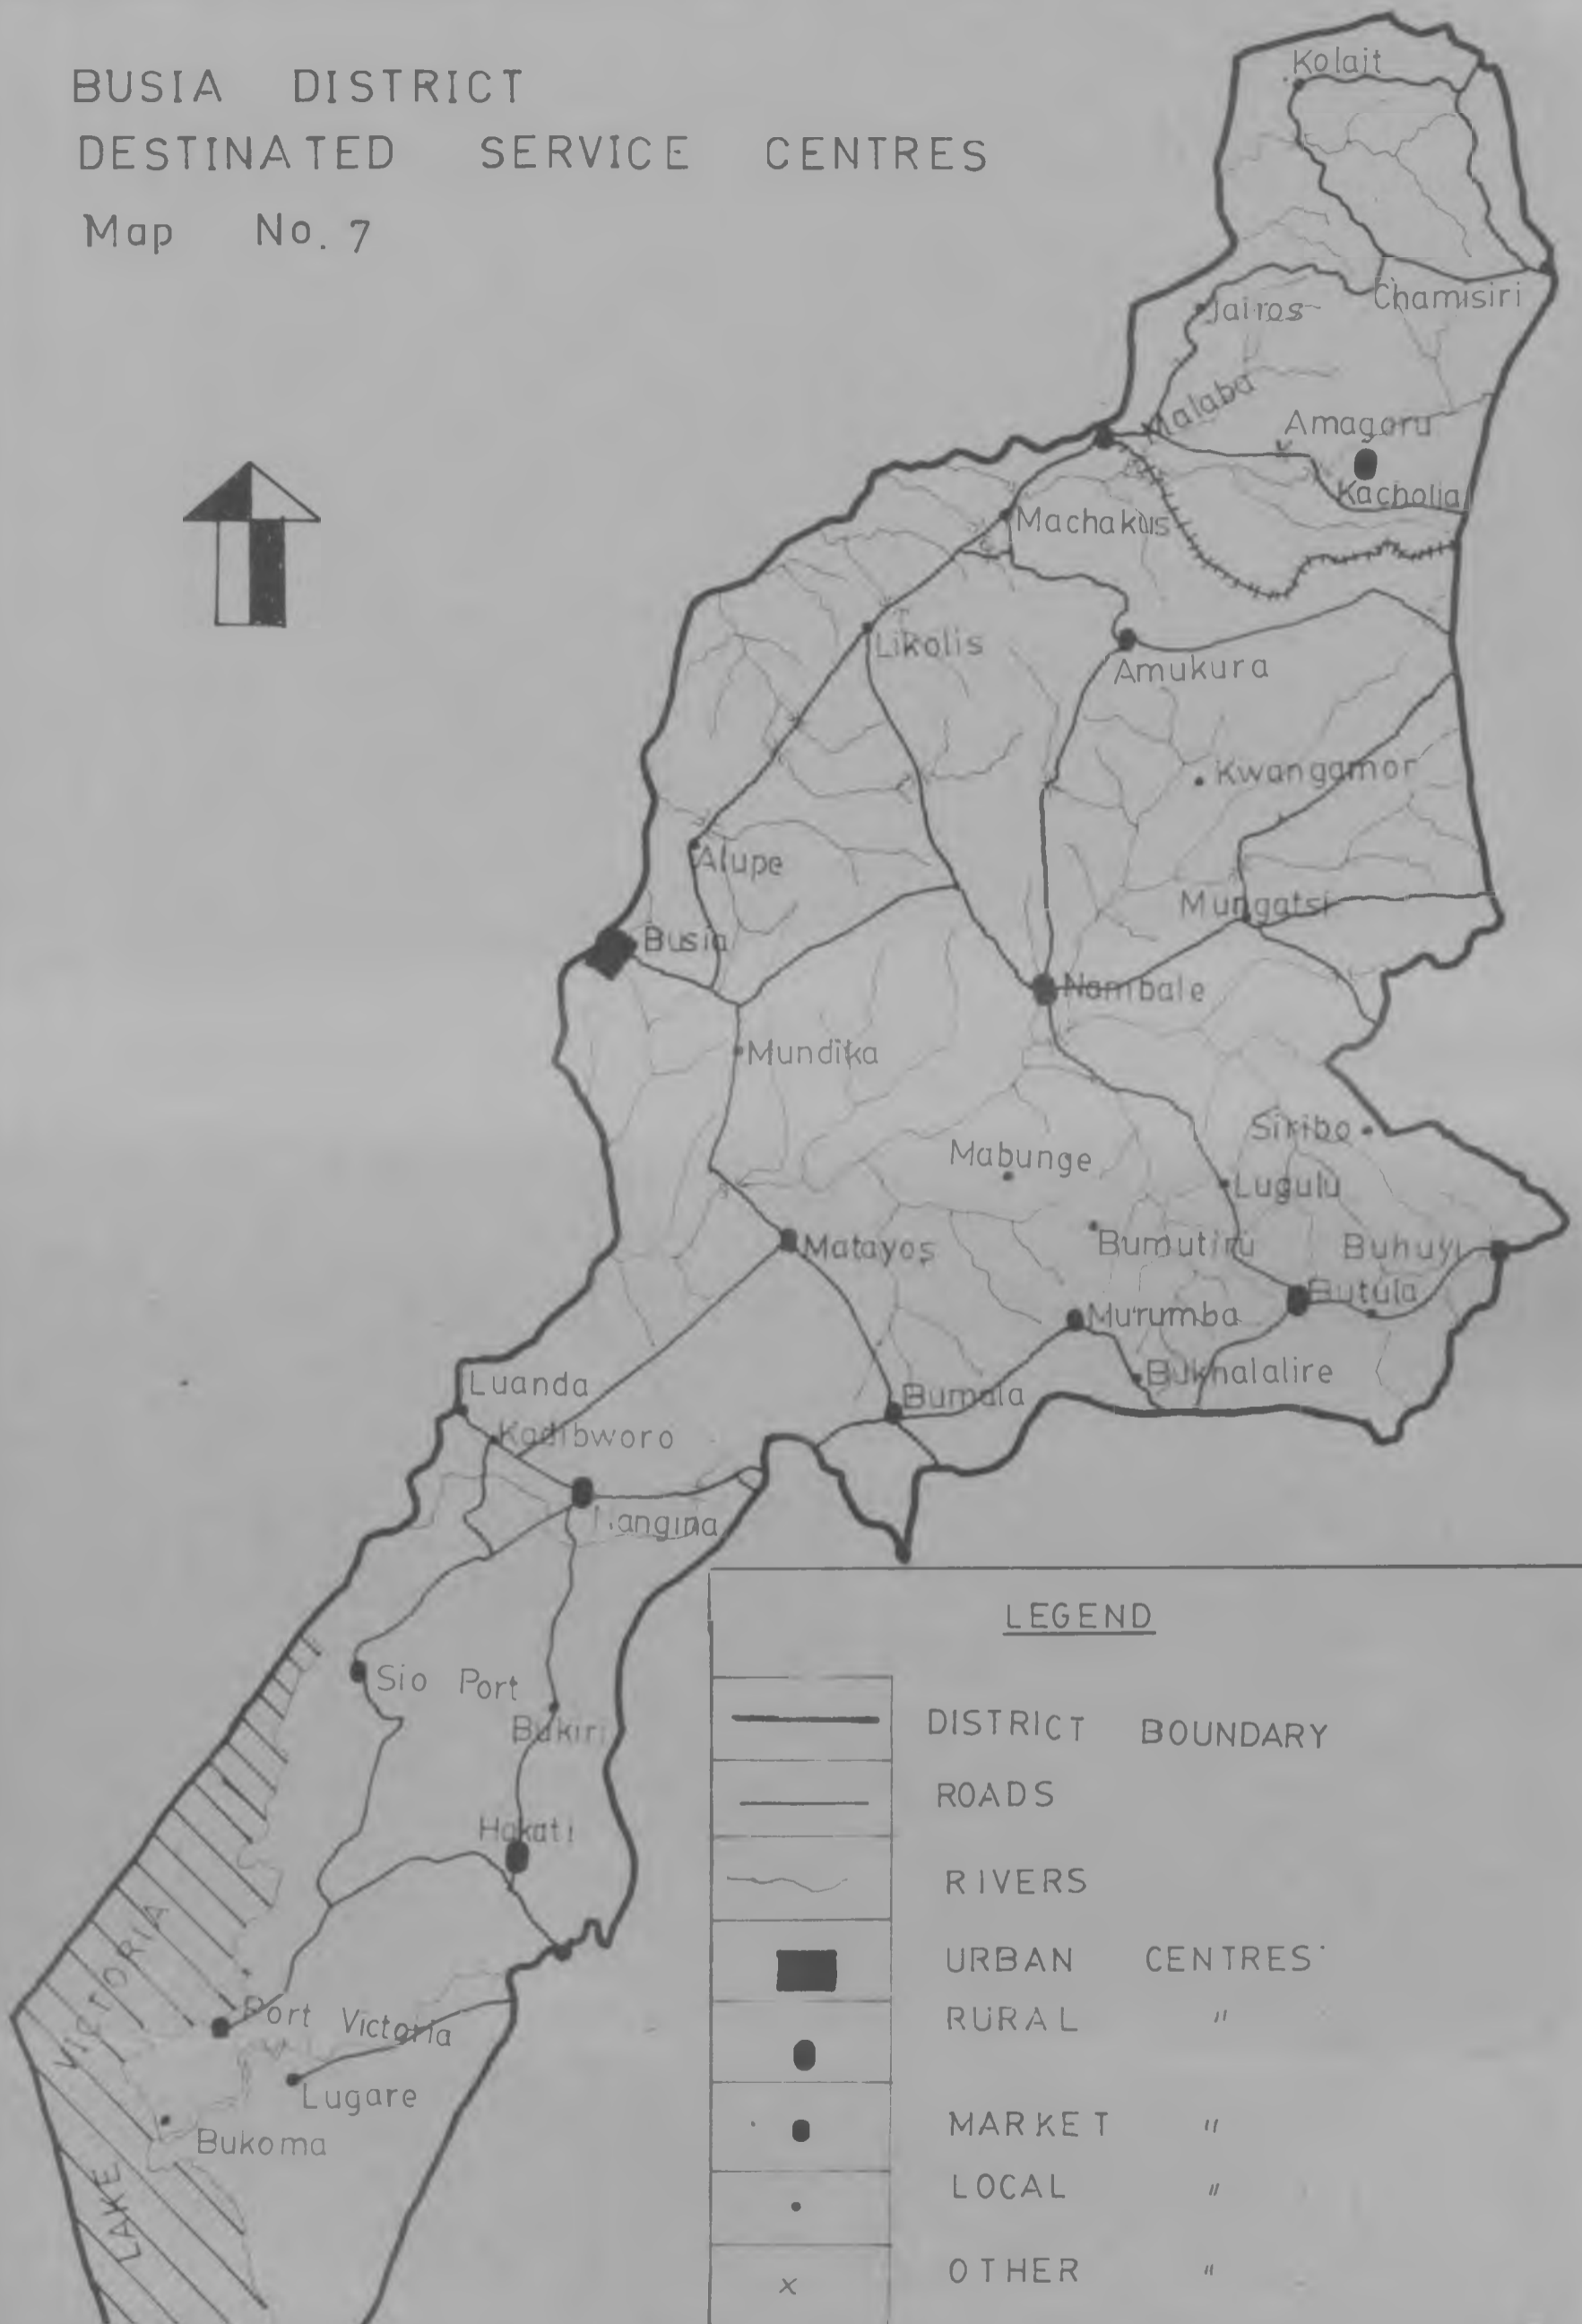 BUSIA DISTRICT
DESTINATED SERVICE CENTRES
Map No. 7
Kolait
Chamisiri
Jairos
Malaba
Amagoru
Kacholia
Machakus
Likolis
Amukura
Kwangamor
Alupe
Mungatsi
Busia
Nambale
Mundika
Siribo
Mabunge
Lugulu
Bumutiru
Buhuyi
Matayos
Butula
Murumba
Bukhalalire
Luanda
Bumala
Kadibworo
LEGEND
Sio Port
Bukiri
DISTRICT BOUNDARY
ROADS
Hakati
RIVERS
URBAN CENTRES
RURAL "
Port Victoria
Lugare
MARKET "
Bukoma
LOCAL "
LAKE VICTORIA
OTHER "